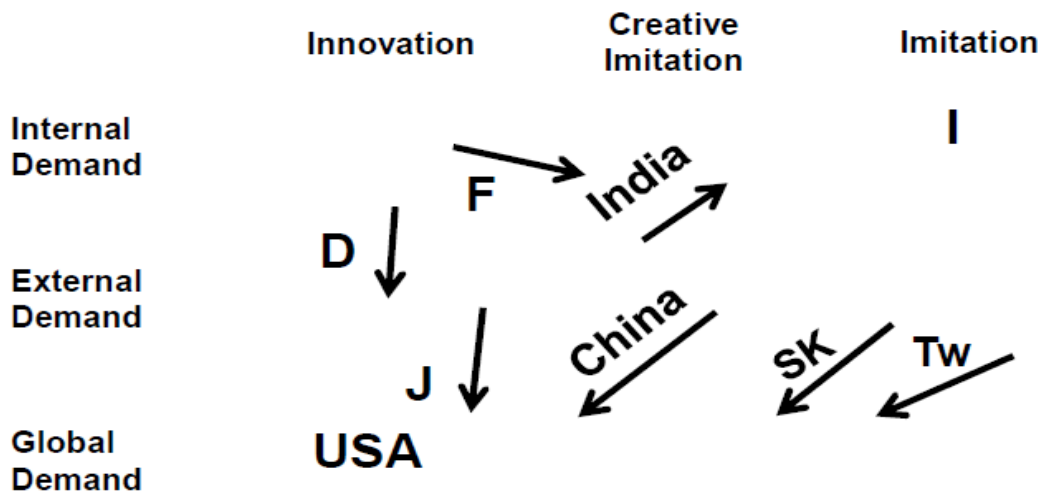 Innovation
Creative
Imitation
Imitation
Internal
Demand
I
F
India
D
External
Demand
China
SK
Tw
J
Global
Demand
USA